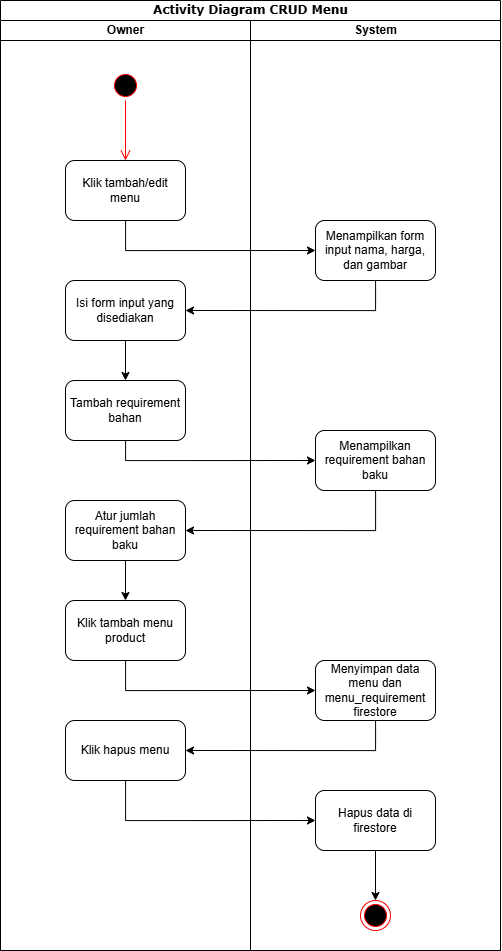 Activity Diagram CRUD Menu
Owner
System
Klik tambah/edit
menu
Menampilkan form
input nama, harga,
dan gambar
Isi form input yang
disediakan
Tambah requirement
bahan
Menampilkan
requirement bahan
baku
Atur jumlah
requirement bahan
baku
Klik tambah menu
product
Menyimpan data
menu dan
menu_requirement
firestore
Klik hapus menu
Hapus data di
firestore